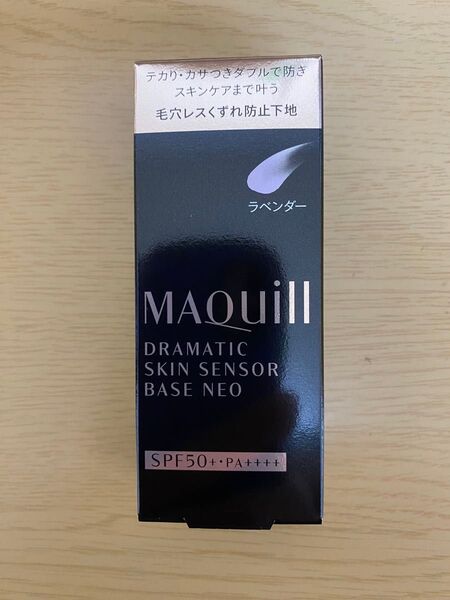 テカり・カサつきダブルで防ぎ
スキンケアまで叶う
毛穴レスくずれ防止下地
ラベンダー
MAQuill
DRAMATIC
SKIN SENSOR
BASE NEO
SPF50+・PA++++